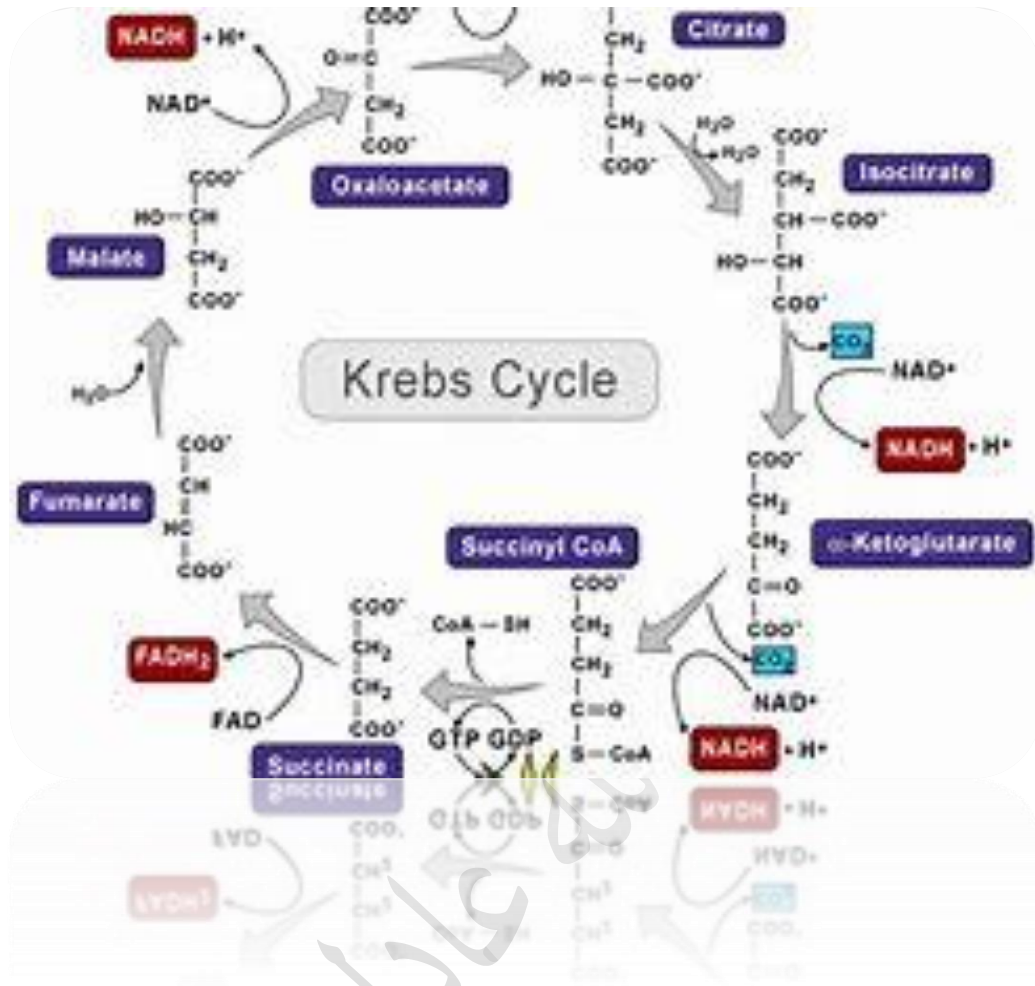 COO⁻
NADH + H⁺
NAD⁺
O=C
CH₂
COO⁻
Oxaloacetate
Citrate
CH₂
HO — C — COO⁻
CH₂
COO⁻
H₂O
H₂O
COO⁻
CH₂
CH — COO⁻
HO — CH
COO⁻
Isocitrate
COO⁻
HO — CH
CH₂
COO⁻
Malate
Krebs Cycle
CO₂
NAD⁺
NADH + H⁺
H₂O
COO⁻
CH
HC
COO⁻
Fumarate
COO⁻
CH₂
CH₂
C=O
COO⁻
α-Ketoglutarate
CO₂
NAD⁺
NADH + H⁺
Succinyl CoA
COO⁻
CH₂
CH₂
C=O
S — CoA
CoA — SH
GTP GDP
COO⁻
CH₂
CH₂
COO⁻
Succinate
FADH₂
FAD